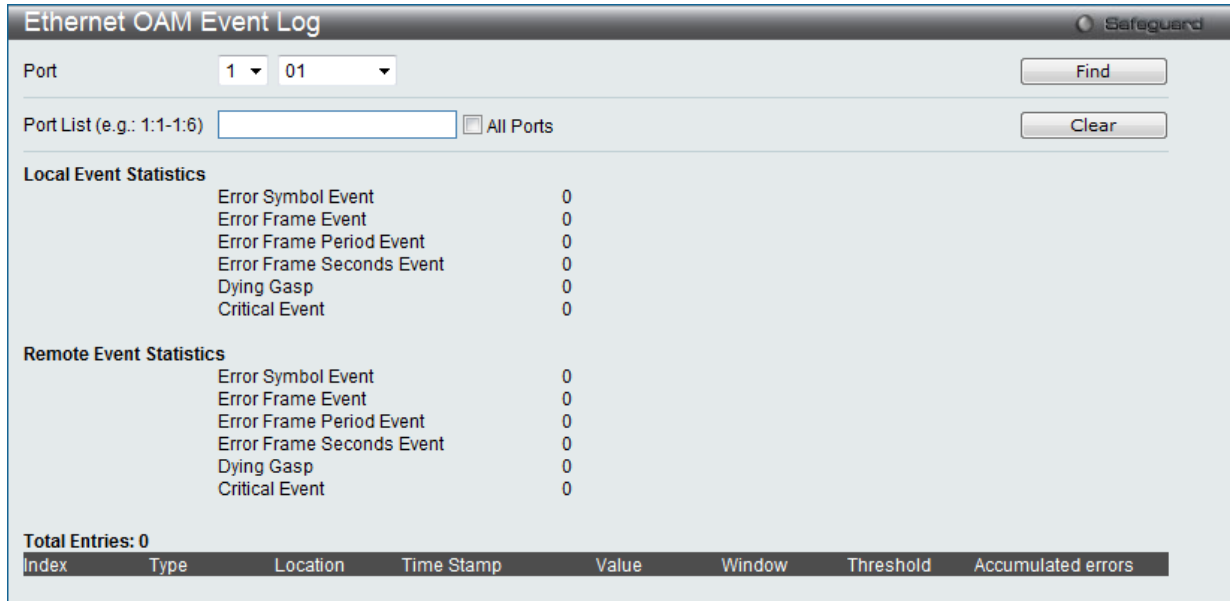 Ethernet OAM Event Log Safeguard
Port 1 01 Find
Port List (e.g.: 1:1-1:6) All Ports Clear
Local Event Statistics
Error Symbol Event 0
Error Frame Event 0
Error Frame Period Event 0
Error Frame Seconds Event 0
Dying Gasp 0
Critical Event 0
Remote Event Statistics
Error Symbol Event 0
Error Frame Event 0
Error Frame Period Event 0
Error Frame Seconds Event 0
Dying Gasp 0
Critical Event 0
Total Entries: 0
Index Type Location Time Stamp Value Window Threshold Accumulated errors